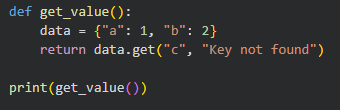 def get_value():
    data = {"a": 1, "b": 2}
    return data.get("c", "Key not found")

print(get_value())